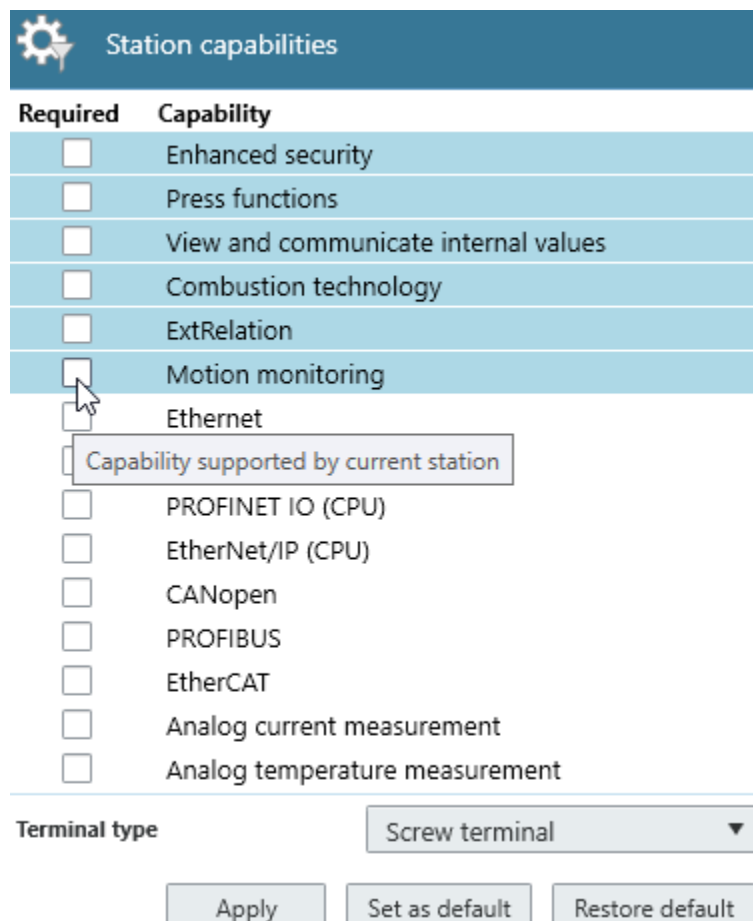 Station capabilities
Required Capability
Enhanced security
Press functions
View and communicate internal values
Combustion technology
ExtRelation
Motion monitoring
Ethernet
Capability supported by current station
PROFINET IO (CPU)
EtherNet/IP (CPU)
CANopen
PROFIBUS
EtherCAT
Analog current measurement
Analog temperature measurement
Terminal type Screw terminal
Apply Set as default Restore default